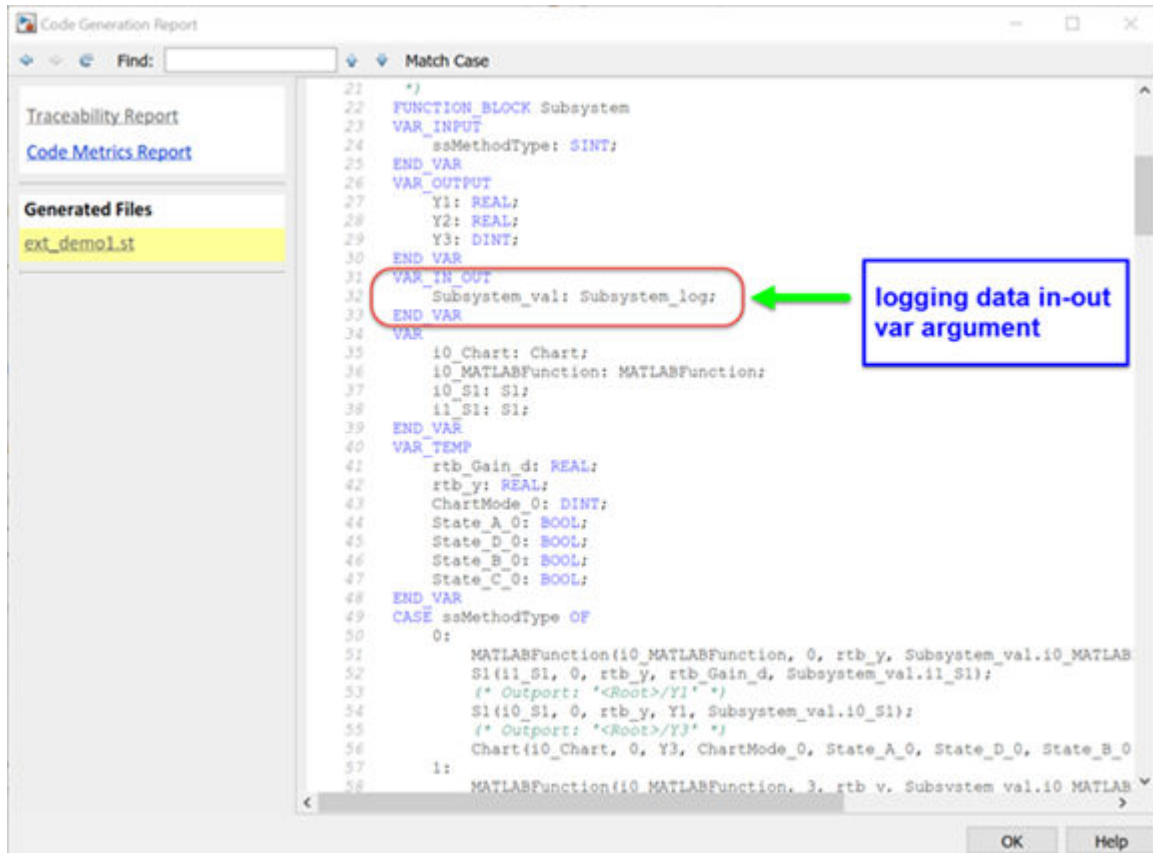 Code Generation Report
Find:
Match Case
Traceability Report
Code Metrics Report
Generated Files
ext_demo1.st
21 *)
22 FUNCTION_BLOCK Subsystem
23 VAR_INPUT
24 ssMethodType: SINT;
25 END_VAR
26 VAR_OUTPUT
27 Y1: REAL;
28 Y2: REAL;
29 Y3: DINT;
30 END_VAR
31 VAR_IN_OUT
32 Subsystem_val: Subsystem_log;
33 END_VAR
34 VAR
35 i0_Chart: Chart;
36 i0_MATLABFunction: MATLABFunction;
37 i0_S1: S1;
38 i1_S1: S1;
39 END_VAR
40 VAR_TEMP
41 rtb_Gain_d: REAL;
42 rtb_y: REAL;
43 ChartMode_0: DINT;
44 State_A_0: BOOL;
45 State_D_0: BOOL;
46 State_B_0: BOOL;
47 State_C_0: BOOL;
48 END_VAR
49 CASE ssMethodType OF
50 0:
51 MATLABFunction(i0_MATLABFunction, 0, rtb_y, Subsystem_val.i0_MATLAB
52 S1(i1_S1, 0, rtb_y, rtb_Gain_d, Subsystem_val.i1_S1);
53 (* Outport: '<Root>/Y1' *)
54 S1(i0_S1, 0, rtb_y, Y1, Subsystem_val.i0_S1);
55 (* Outport: '<Root>/Y3' *)
56 Chart(i0_Chart, 0, Y3, ChartMode_0, State_A_0, State_D_0, State_B_0
57 1:
58 MATLABFunction(i0_MATLABFunction, 3, rtb_y, Subsystem_val.i0_MATLAB
logging data in-out
var argument
OK
Help